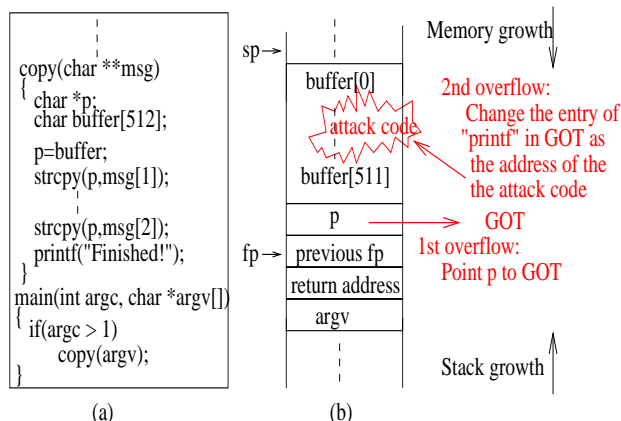 copy(char **msg)
{
char *p;
char buffer[512];
p=buffer;
strcpy(p,msg[1]);
strcpy(p,msg[2]);
printf("Finished!");
}
main(int argc, char *argv[])
{
if(argc > 1)
copy(argv);
}
(a)
sp
buffer[0]
attack code
buffer[511]
p
fp
previous fp
return address
argv
(b)
Memory growth
2nd overflow:
Change the entry of
"printf" in GOT as
the address of the
the attack code
GOT
1st overflow:
Point p to GOT
Stack growth